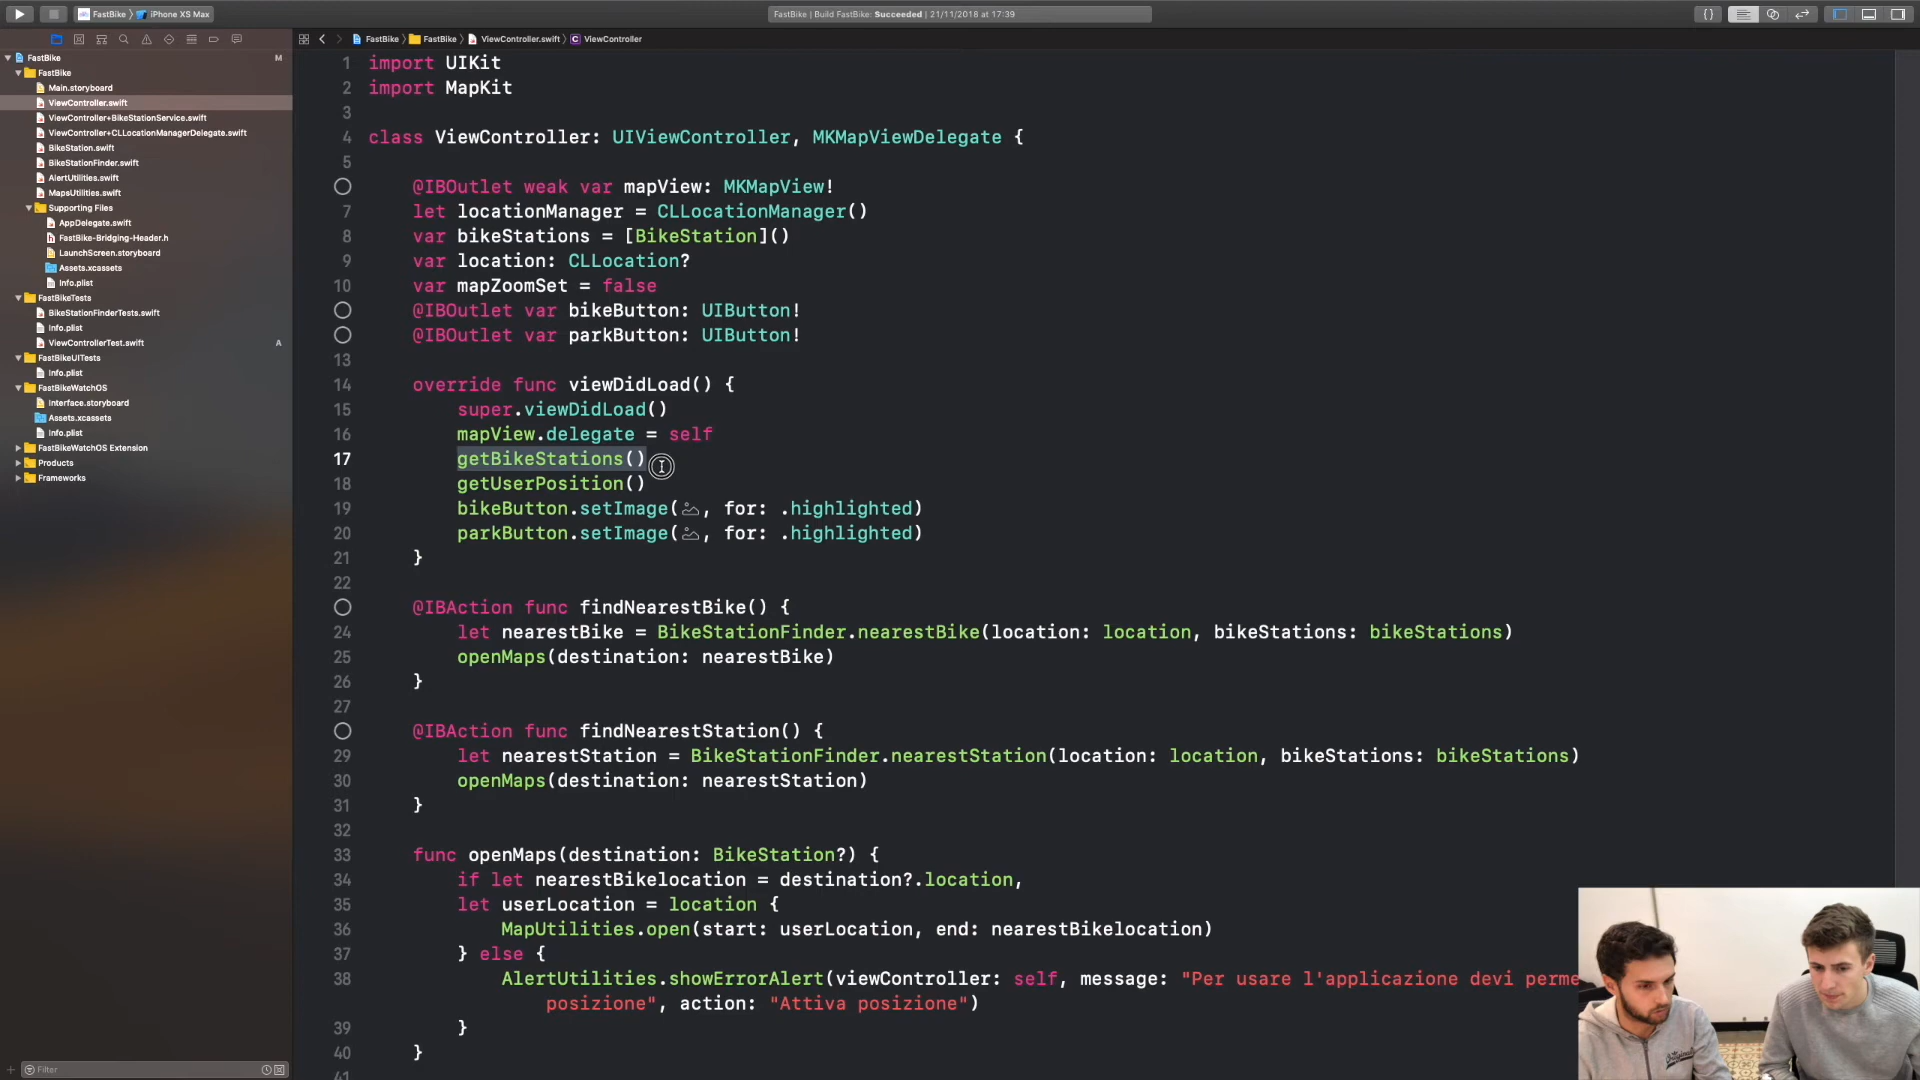 FastBike
iPhone XS Max
FastBike | Build FastBike: Succeeded | 21/11/2018 at 17:39
FastBike
FastBike
ViewController.swift
ViewController
FastBike
M
FastBike
Main.storyboard
ViewController.swift
ViewController+BikeStationService.swift
ViewController+CLLocationManagerDelegate.swift
BikeStation.swift
BikeStationFinder.swift
AlertUtilities.swift
MapsUtilities.swift
Supporting Files
AppDelegate.swift
FastBike-Bridging-Header.h
LaunchScreen.storyboard
Assets.xcassets
Info.plist
FastBikeTests
BikeStationFinderTests.swift
Info.plist
ViewControllerTest.swift
A
FastBikeUITests
Info.plist
FastBikeWatchOS
Interface.storyboard
Assets.xcassets
Info.plist
FastBikeWatchOS Extension
Products
Frameworks
Filter
1 import UIKit
2 import MapKit
3
4 class ViewController: UIViewController, MKMapViewDelegate {
5
@IBOutlet weak var mapView: MKMapView!
7 let locationManager = CLLocationManager()
8 var bikeStations = [BikeStation]()
9 var location: CLLocation?
10 var mapZoomSet = false
@IBOutlet var bikeButton: UIButton!
@IBOutlet var parkButton: UIButton!
13
14 override func viewDidLoad() {
15 super.viewDidLoad()
16 mapView.delegate = self
17 getBikeStations()
18 getUserPosition()
19 bikeButton.setImage(, for: .highlighted)
20 parkButton.setImage(, for: .highlighted)
21 }
22
@IBAction func findNearestBike() {
24 let nearestBike = BikeStationFinder.nearestBike(location: location, bikeStations: bikeStations)
25 openMaps(destination: nearestBike)
26 }
27
@IBAction func findNearestStation() {
29 let nearestStation = BikeStationFinder.nearestStation(location: location, bikeStations: bikeStations)
30 openMaps(destination: nearestStation)
31 }
32
33 func openMaps(destination: BikeStation?) {
34 if let nearestBikelocation = destination?.location,
35 let userLocation = location {
36 MapUtilities.open(start: userLocation, end: nearestBikelocation)
37 } else {
38 AlertUtilities.showErrorAlert(viewController: self, message: "Per usare l'applicazione devi perme
posizione", action: "Attiva posizione")
39 }
40 }
41